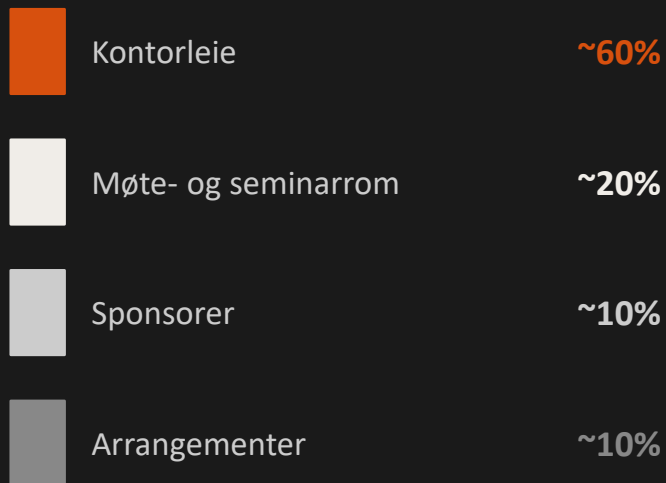 Kontorleie ~60%
Møte- og seminarrom ~20%
Sponsorer ~10%
Arrangementer ~10%